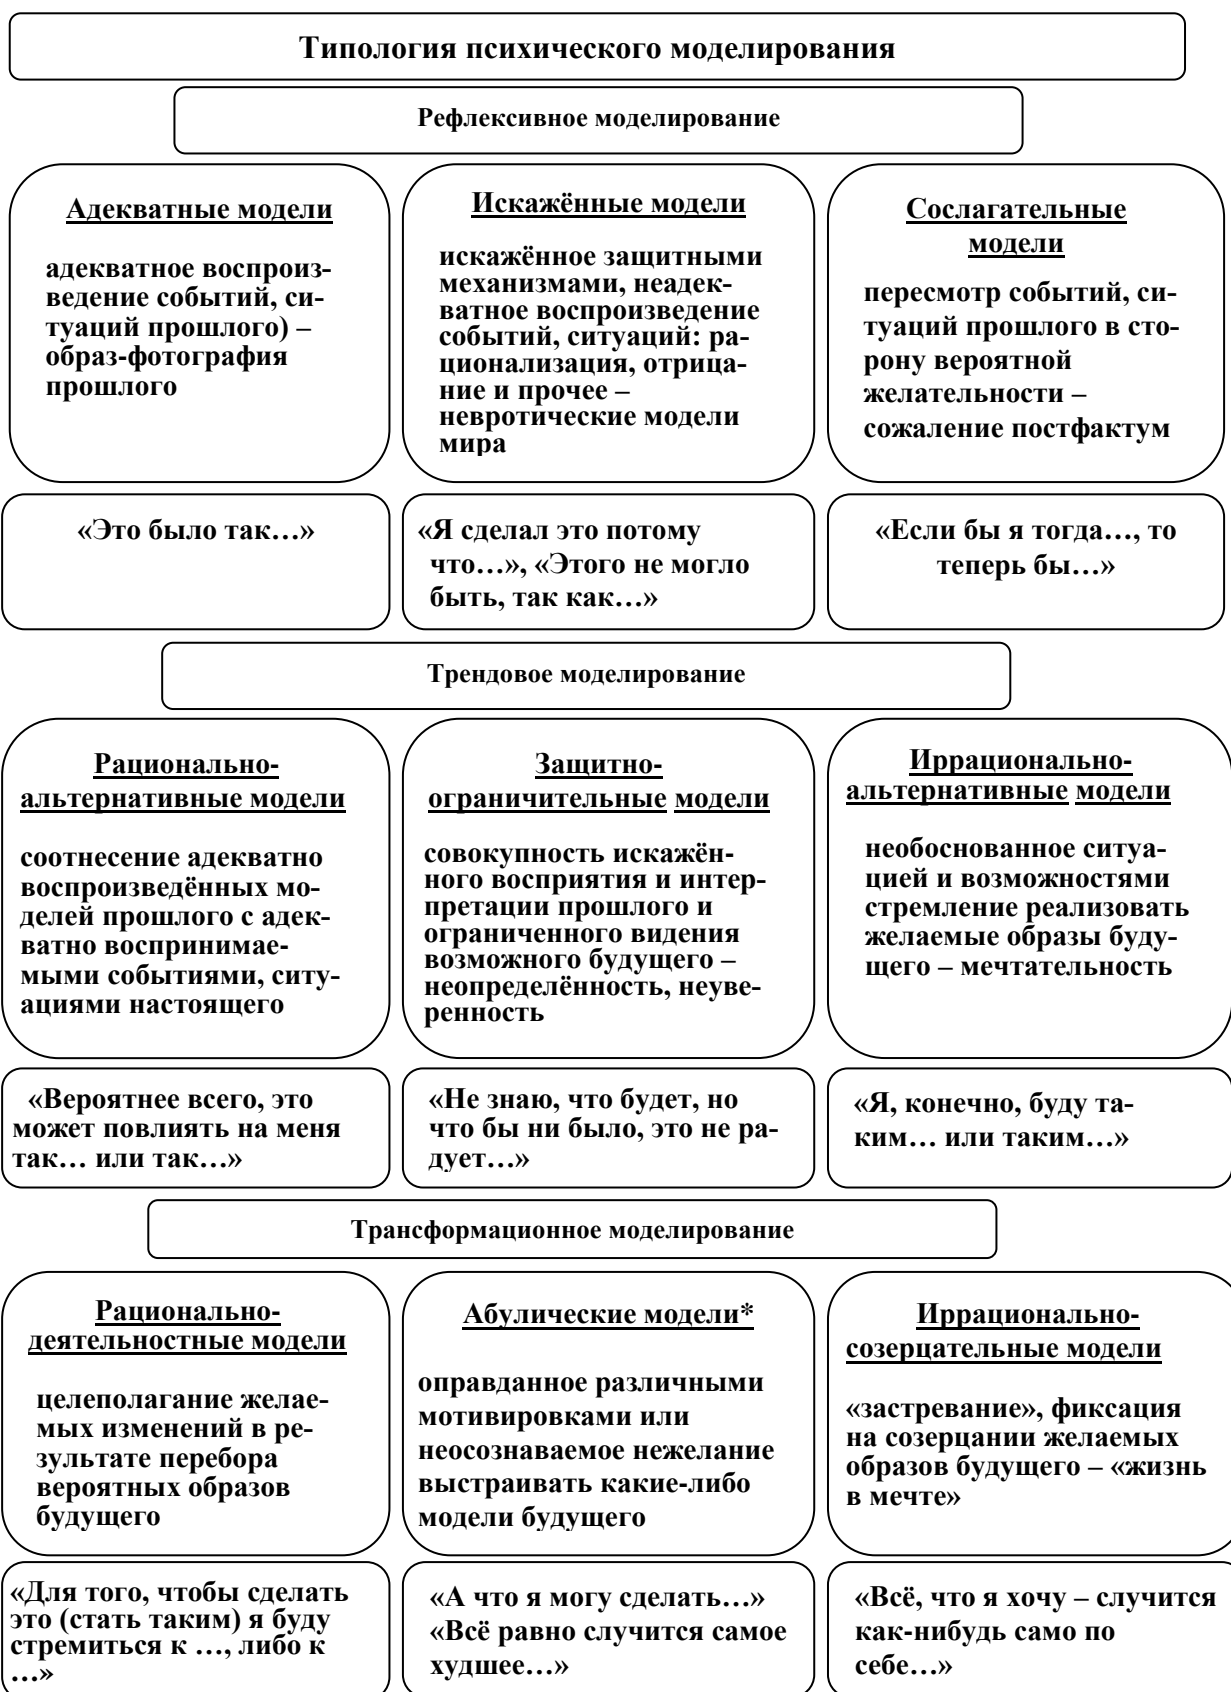 Типология психического моделирования
Рефлексивное моделирование
Адекватные модели
адекватное воспроиз-
ведение событий, си-
туаций прошлого) –
образ-фотография
прошлого
Искажённые модели
искажённое защитными
механизмами, неадек-
ватное воспроизведение
событий, ситуаций: ра-
ционализация, отрица-
ние и прочее –
невротические модели
мира
Сослагательные
модели
пересмотр событий, си-
туаций прошлого в сто-
рону вероятной
желательности –
сожаление постфактум
«Это было так…»
«Я сделал это потому
что…», «Этого не могло
быть, так как…»
«Если бы я тогда…, то
теперь бы…»
Трендовое моделирование
Рационально-
альтернативные модели
соотнесение адекватно
воспроизведённых мо-
делей прошлого с адек-
ватно воспринимае-
мыми событиями, ситу-
ациями настоящего
Защитно-
ограничительные модели
совокупность искажён-
ного восприятия и интер-
претации прошлого и
ограниченного видения
возможного будущего –
неопределённость, неуве-
ренность
Иррационально-
альтернативные модели
необоснованное ситуа-
цией и возможностями
стремление реализовать
желаемые образы буду-
щего – мечтательность
«Вероятнее всего, это
может повлиять на меня
так… или так…»
«Не знаю, что будет, но
что бы ни было, это не ра-
дует…»
«Я, конечно, буду та-
ким… или таким…»
Трансформационное моделирование
Рационально-
деятельностные модели
целеполагание желае-
мых изменений в ре-
зультате перебора
вероятных образов
будущего
Абулические модели*
оправданное различными
мотивировками или
неосознаваемое нежелание
выстраивать какие-либо
модели будущего
Иррационально-
созерцательные модели
«застревание», фиксация
на созерцании желаемых
образов будущего – «жизнь
в мечте»
«Для того, чтобы сделать
это (стать таким) я буду
стремиться к …, либо к
…»
«А что я могу сделать…»
«Всё равно случится самое
худшее…»
«Всё, что я хочу – случится
как-нибудь само по
себе…»